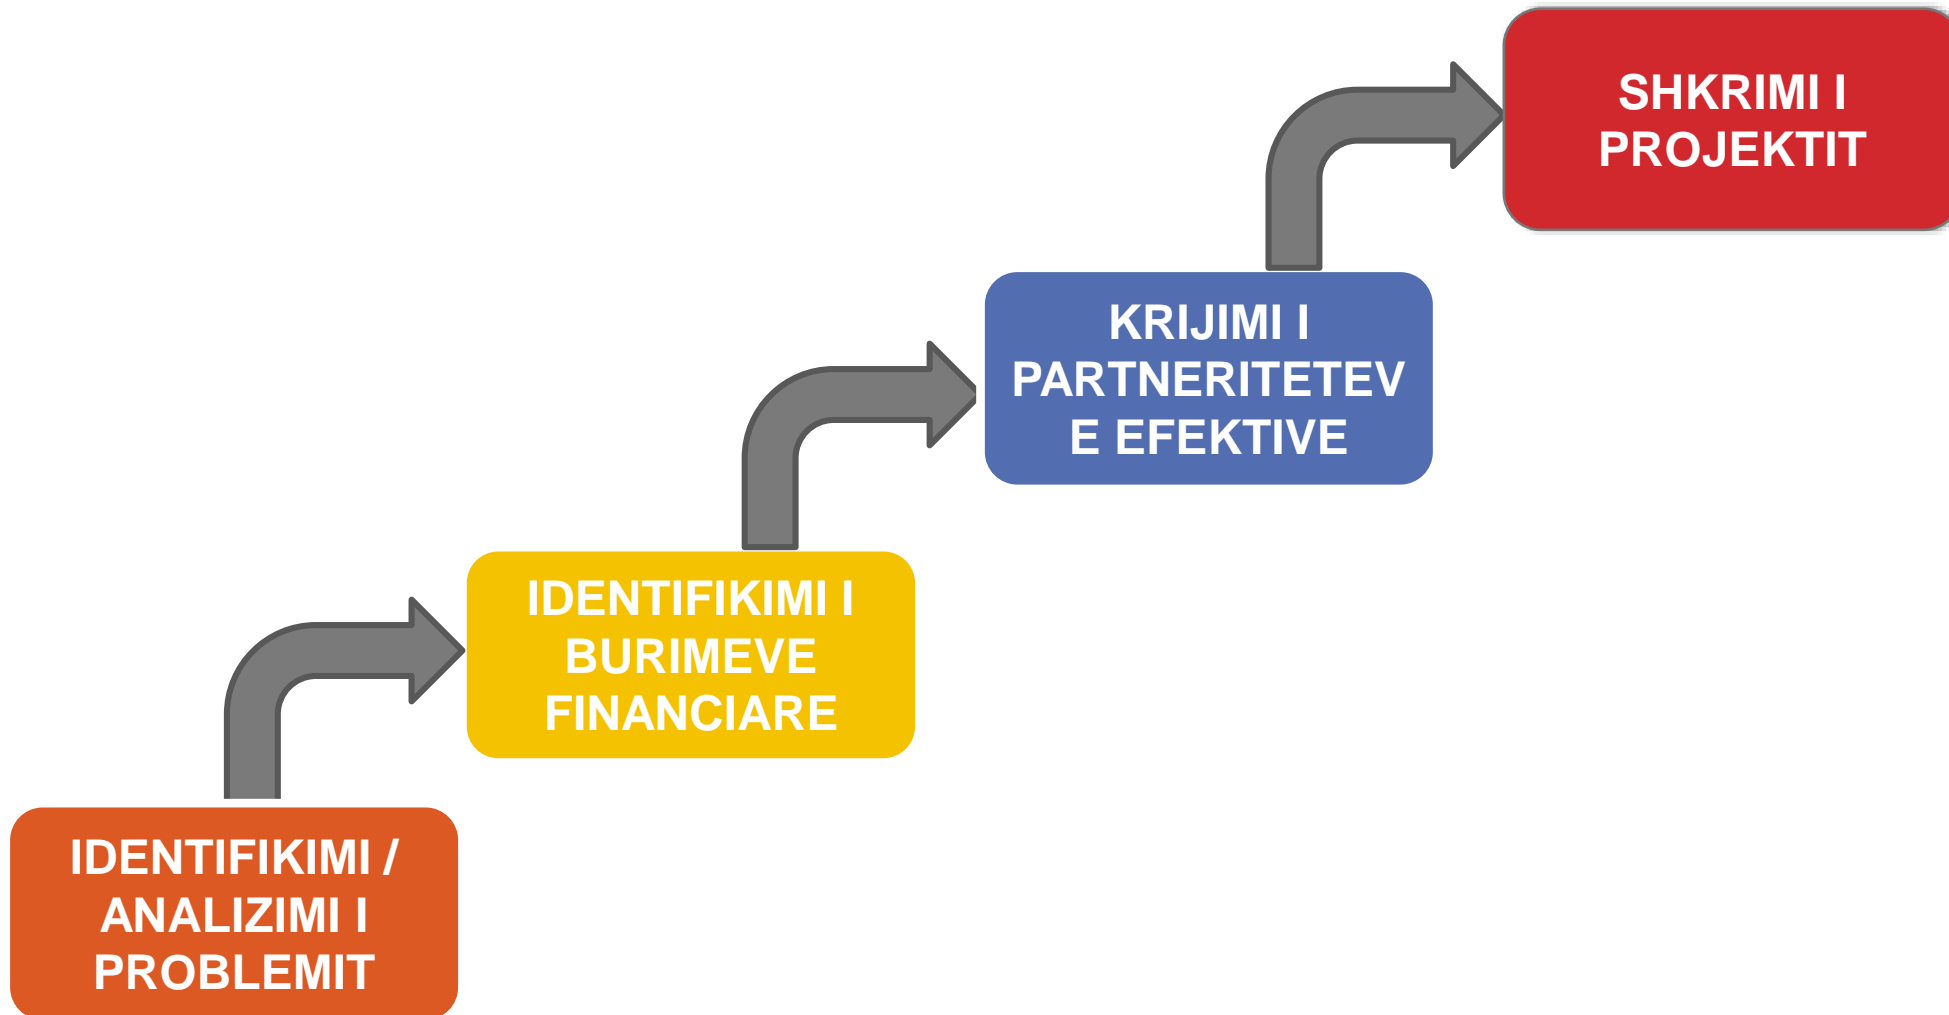 SHKRIMI I
PROJEKTIT
KRIJIMI I
PARTNERITETEV
E EFEKTIVE
IDENTIFIKIMI I
BURIMEVE
FINANCIARE
IDENTIFIKIMI /
ANALIZIMI I
PROBLEMIT